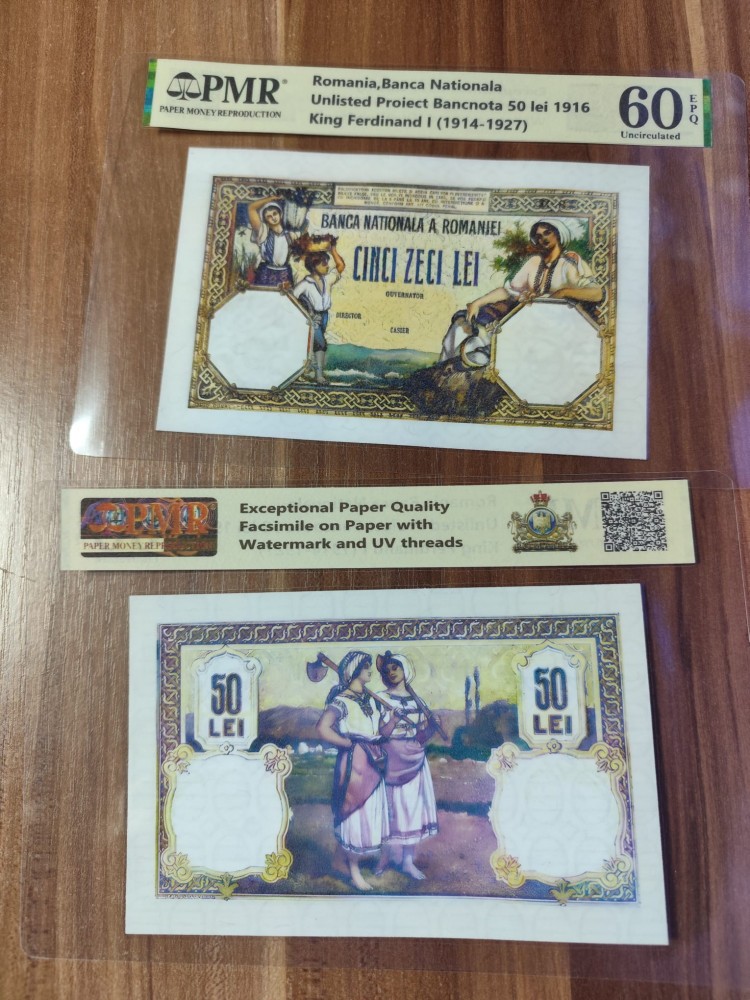 PMR®
PAPER MONEY REPRODUCTION
Romania,Banca Nationala
Unlisted Proiect Bancnota 50 lei 1916
King Ferdinand I (1914-1927)
60
EPQ
Uncirculated
BANCA NATIONALA A ROMANIEI
CINCI ZECI LEI
GUVERNATOR
DIRECTOR
CASIER
PMR
PAPER MONEY REPR
Exceptional Paper Quality
Facsimile on Paper with
Watermark and UV threads
50
LEI
50
LEI